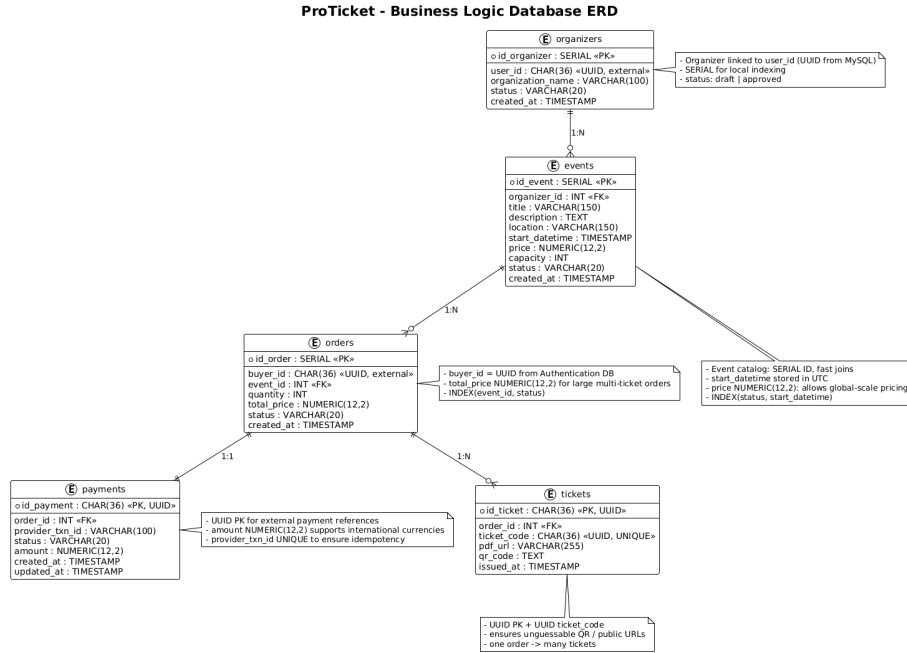 ProTicket - Business Logic Database ERD
E organizers
id_organizer : SERIAL «PK»
user_id : CHAR(36) «UUID, external»
organization_name : VARCHAR(100)
status : VARCHAR(20)
created_at : TIMESTAMP
- Organizer linked to user_id (UUID from MySQL)
- SERIAL for local indexing
- status: draft | approved
1:N
E events
id_event : SERIAL «PK»
organizer_id : INT «FK»
title : VARCHAR(150)
description : TEXT
location : VARCHAR(150)
start_datetime : TIMESTAMP
price : NUMERIC(12,2)
capacity : INT
status : VARCHAR(20)
created_at : TIMESTAMP
1:N
E orders
id_order : SERIAL «PK»
buyer_id : CHAR(36) «UUID, external»
event_id : INT «FK»
quantity : INT
total_price : NUMERIC(12,2)
status : VARCHAR(20)
created_at : TIMESTAMP
- buyer_id = UUID from Authentication DB
- total_price NUMERIC(12,2) for large multi-ticket orders
- INDEX(event_id, status)
- Event catalog: SERIAL ID, fast joins
- start_datetime stored in UTC
- price NUMERIC(12,2): allows global-scale pricing
- INDEX(status, start_datetime)
1:1
1:N
E payments
id_payment : CHAR(36) «PK, UUID»
order_id : INT «FK»
provider_txn_id : VARCHAR(100)
status : VARCHAR(20)
amount : NUMERIC(12,2)
created_at : TIMESTAMP
updated_at : TIMESTAMP
- UUID PK for external payment references
- amount NUMERIC(12,2) supports international currencies
- provider_txn_id UNIQUE to ensure idempotency
E tickets
id_ticket : CHAR(36) «PK, UUID»
order_id : INT «FK»
ticket_code : CHAR(36) «UUID, UNIQUE»
pdf_url : VARCHAR(255)
qr_code : TEXT
issued_at : TIMESTAMP
- UUID PK + UUID ticket_code
- ensures unguessable QR / public URLs
- one order -> many tickets